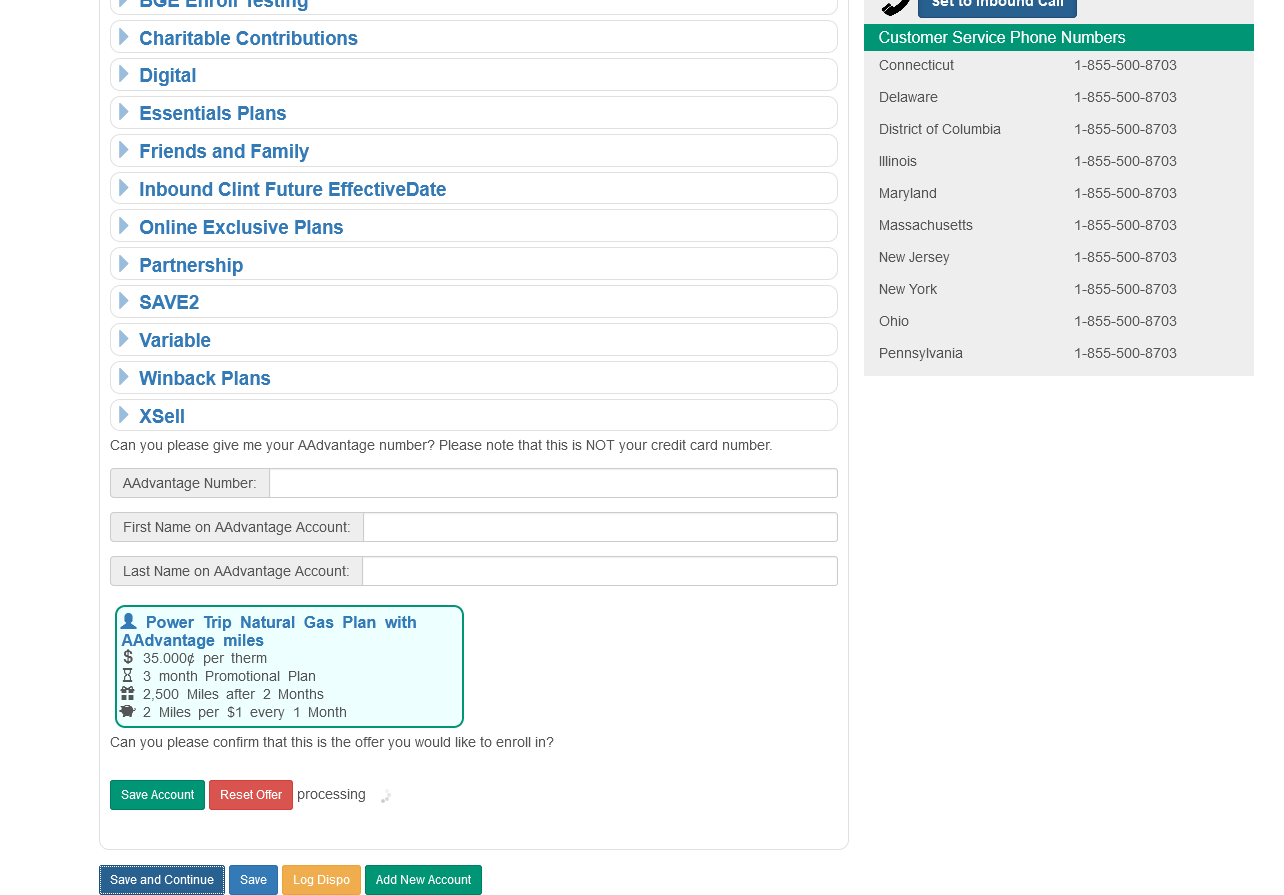 BGE Enroll Testing
Charitable Contributions
Digital
Essentials Plans
Friends and Family
Inbound Clint Future EffectiveDate
Online Exclusive Plans
Partnership
SAVE2
Variable
Winback Plans
XSell
Can you please give me your AAdvantage number? Please note that this is NOT your credit card number.
AAdvantage Number:
First Name on AAdvantage Account:
Last Name on AAdvantage Account:
Power Trip Natural Gas Plan with
AAdvantage miles
35.000¢ per therm
3 month Promotional Plan
2,500 Miles after 2 Months
2 Miles per $1 every 1 Month
Can you please confirm that this is the offer you would like to enroll in?
Save Account Reset Offer processing
Save and Continue Save Log Dispo Add New Account
Set to Inbound Call
Customer Service Phone Numbers
Connecticut 1-855-500-8703
Delaware 1-855-500-8703
District of Columbia 1-855-500-8703
Illinois 1-855-500-8703
Maryland 1-855-500-8703
Massachusetts 1-855-500-8703
New Jersey 1-855-500-8703
New York 1-855-500-8703
Ohio 1-855-500-8703
Pennsylvania 1-855-500-8703